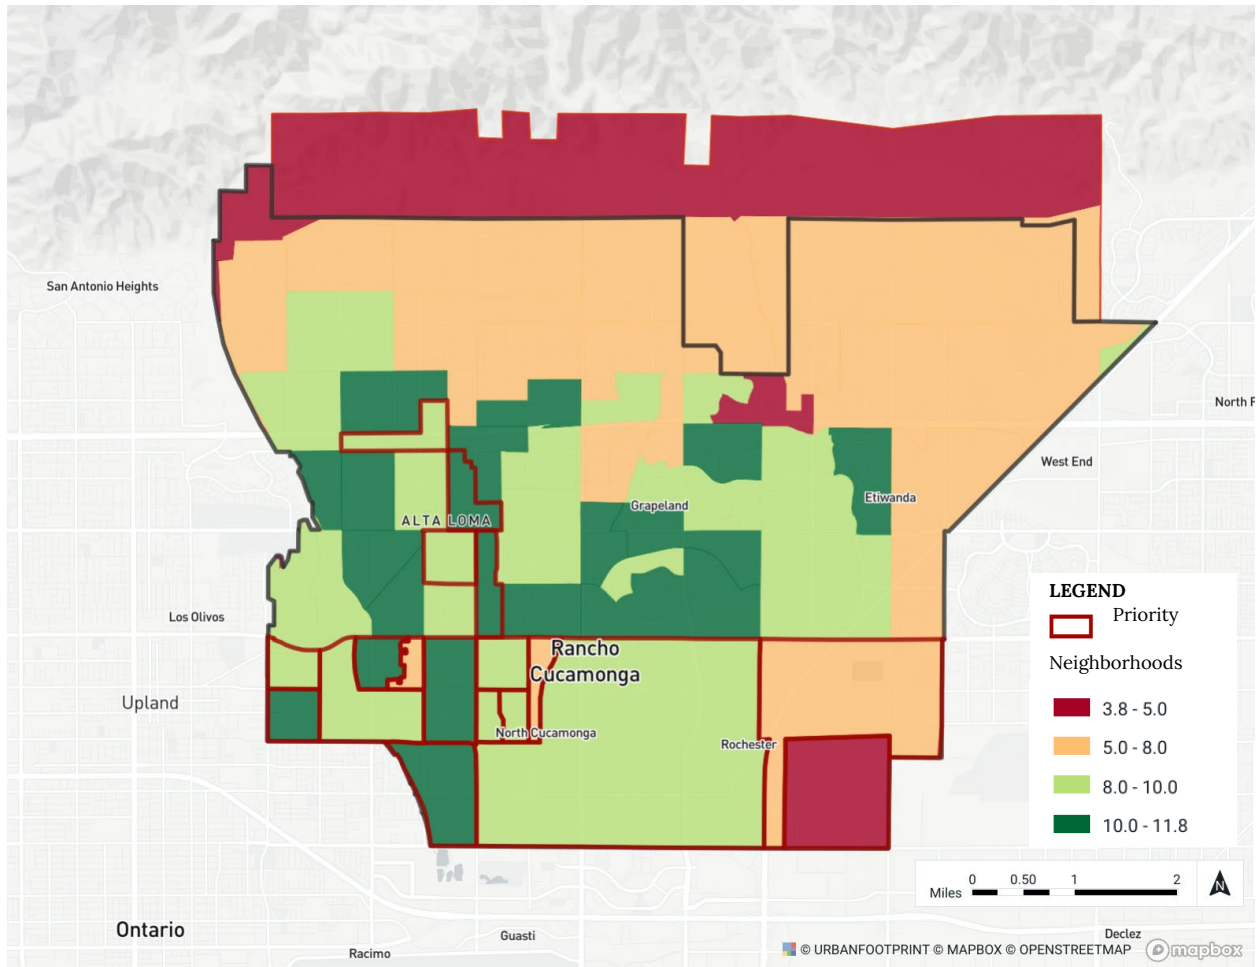 San Antonio Heights
North F
West End
Etiwanda
Grapeland
ALTA LOMA
Los Olivos
Rancho
Cucamonga
Upland
North Cucamonga
Rochester
LEGEND
Priority
Neighborhoods
3.8 - 5.0
5.0 - 8.0
8.0 - 10.0
10.0 - 11.8
0 0.50 1 2
Miles
N
Ontario
Guasti
Racimo
Declez
© URBANFOOTPRINT © MAPBOX © OPENSTREETMAP
mapbox